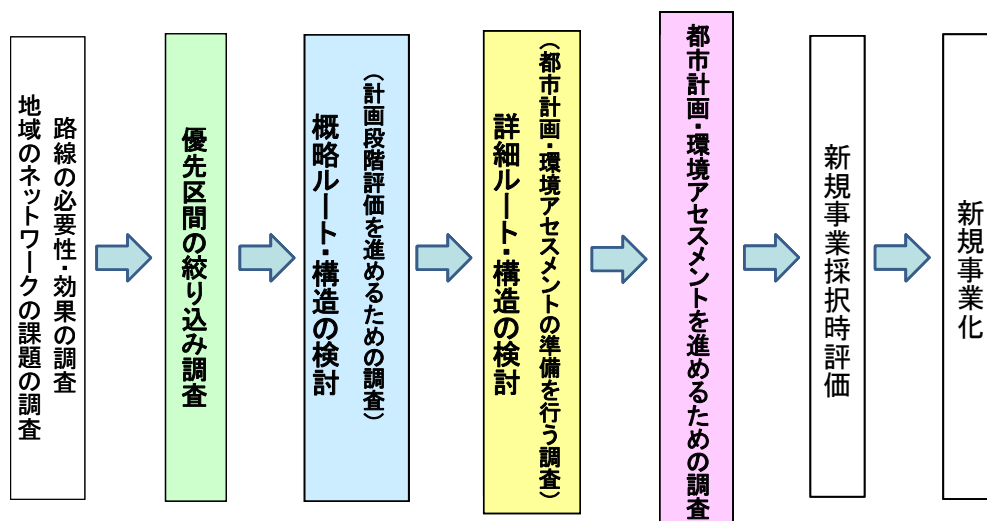 路線の必要性・効果の調査
地域のネットワークの課題の調査
優先区間の絞り込み調査
（計画段階評価を進めるための調査）
概略ルート・構造の検討
（都市計画・環境アセスメントの準備を行う調査）
詳細ルート・構造の検討
都市計画・環境アセスメントを進めるための調査
新規事業採択時評価
新規事業化